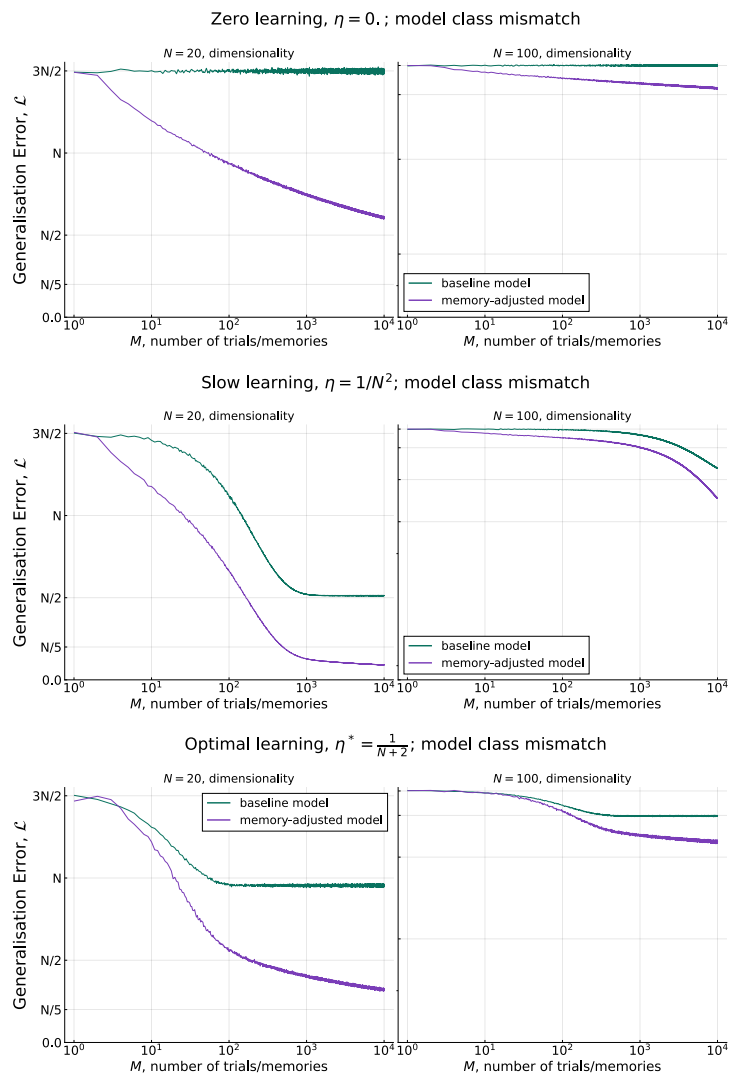 Zero learning, η = 0. ; model class mismatch
N = 20, dimensionality
N = 100, dimensionality
Generalisation Error, ℒ
3N/2
N
N/2
N/5
0.0
baseline model
memory-adjusted model
10⁰ 10¹ 10² 10³ 10⁴
10⁰ 10¹ 10² 10³ 10⁴
M, number of trials/memories
M, number of trials/memories
Slow learning, η = 1/N²; model class mismatch
N = 20, dimensionality
N = 100, dimensionality
Generalisation Error, ℒ
3N/2
N
N/2
N/5
0.0
baseline model
memory-adjusted model
10⁰ 10¹ 10² 10³ 10⁴
10⁰ 10¹ 10² 10³ 10⁴
M, number of trials/memories
M, number of trials/memories
Optimal learning, η* = 1/(N+2); model class mismatch
N = 20, dimensionality
N = 100, dimensionality
Generalisation Error, ℒ
3N/2
N
N/2
N/5
0.0
baseline model
memory-adjusted model
10⁰ 10¹ 10² 10³ 10⁴
10⁰ 10¹ 10² 10³ 10⁴
M, number of trials/memories
M, number of trials/memories